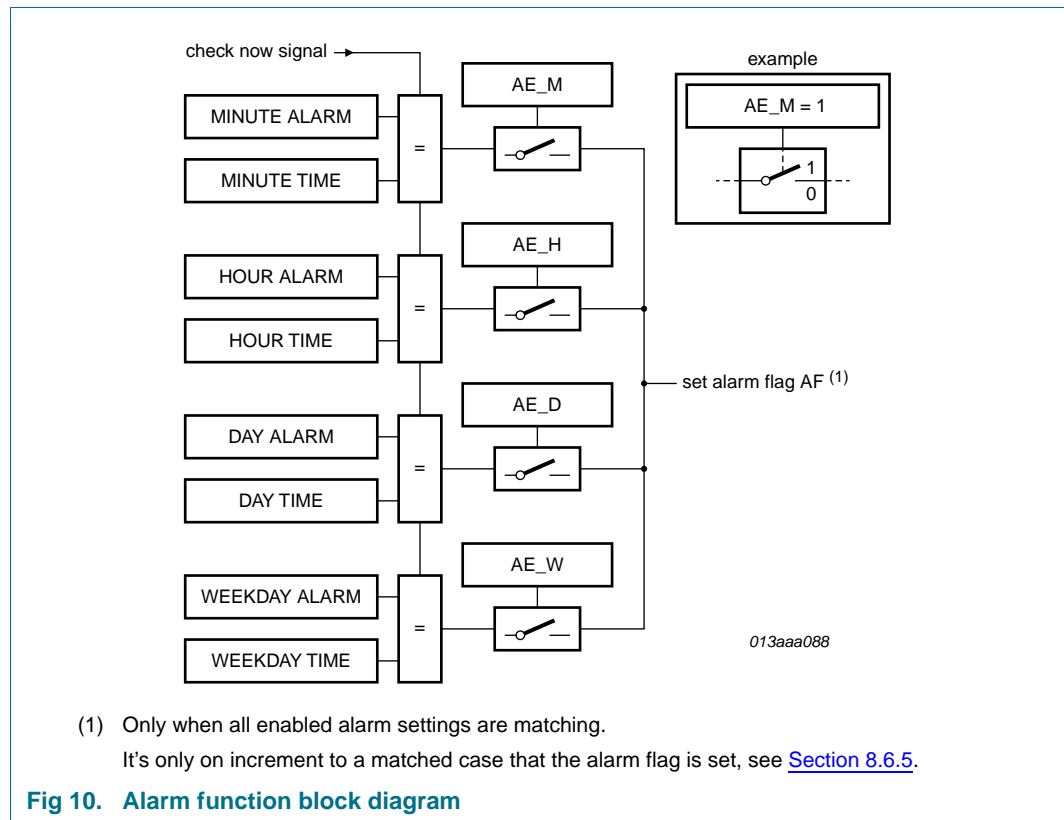 check now signal
example
AE_M
AE_M = 1
MINUTE ALARM
=
1
MINUTE TIME
0
AE_H
HOUR ALARM
=
HOUR TIME
set alarm flag AF (1)
AE_D
DAY ALARM
=
DAY TIME
AE_W
WEEKDAY ALARM
=
013aaa088
WEEKDAY TIME
(1) Only when all enabled alarm settings are matching.
It's only on increment to a matched case that the alarm flag is set, see Section 8.6.5.
Fig 10. Alarm function block diagram